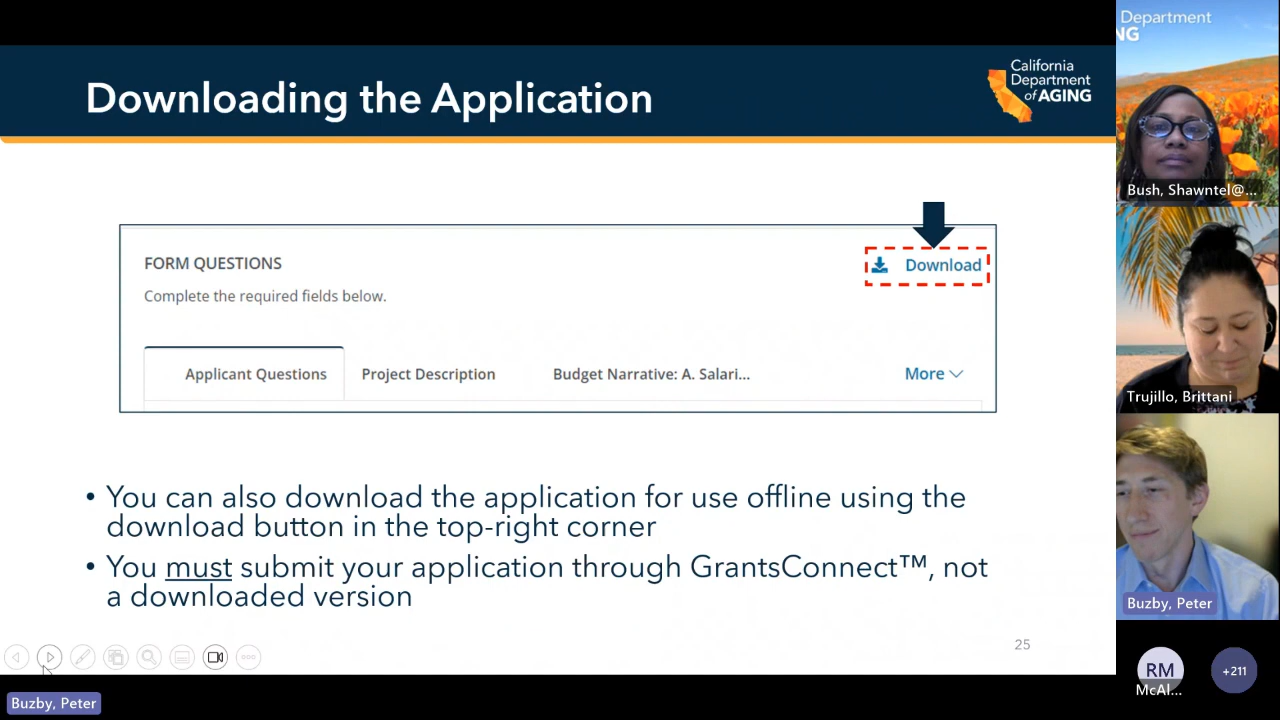 Downloading the Application
California
Department
of AGING
FORM QUESTIONS
Download
Complete the required fields below.
Applicant Questions
Project Description
Budget Narrative: A. Salari...
More
• You can also download the application for use offline using the
download button in the top-right corner
• You must submit your application through GrantsConnect™, not
a downloaded version
25
Buzby, Peter
Department
NG
Bush, Shawntel@...
Trujillo, Brittani
Buzby, Peter
RM
McAl...
+211